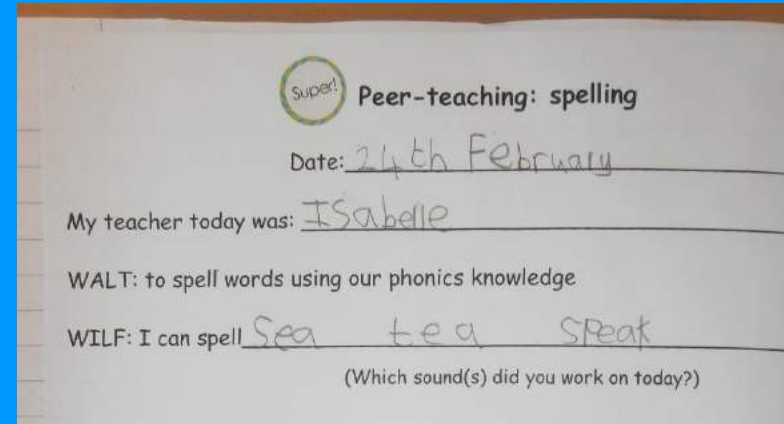 Super! Peer-teaching: spelling
Date: 24th February
My teacher today was: ISabelle
WALT: to spell words using our phonics knowledge
WILF: I can spell Sea tea SPeak
(Which sound(s) did you work on today?)